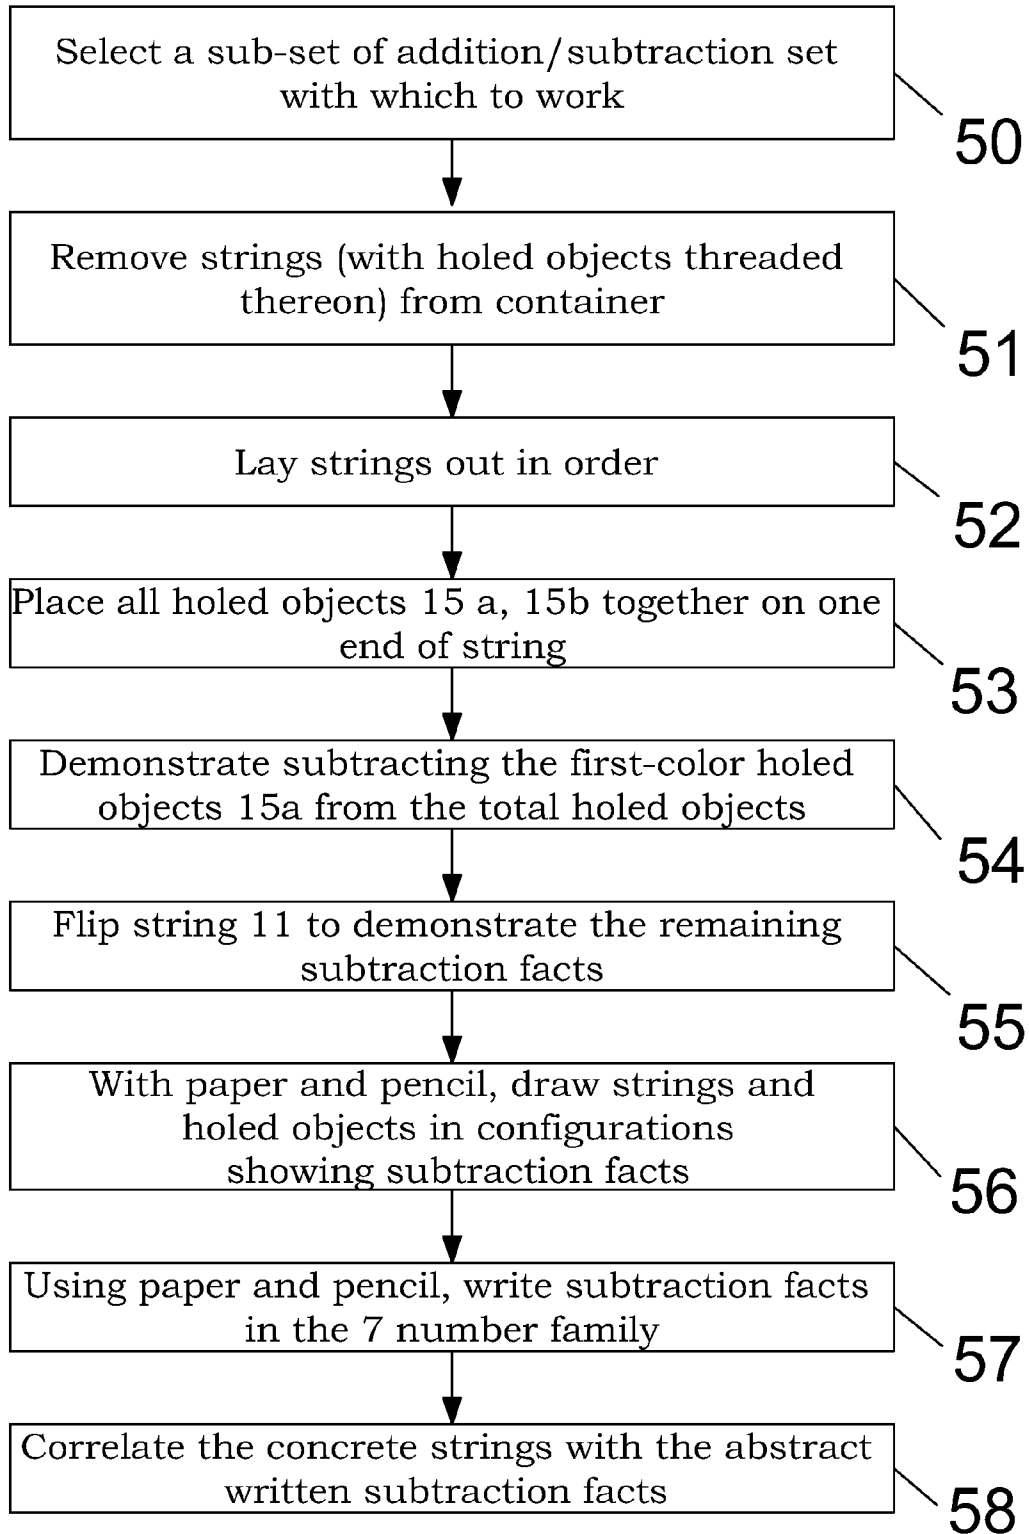 Select a sub-set of addition/subtraction set
with which to work
50
Remove strings (with holed objects threaded
thereon) from container
51
Lay strings out in order
52
Place all holed objects 15 a, 15b together on one
end of string
53
Demonstrate subtracting the first-color holed
objects 15a from the total holed objects
54
Flip string 11 to demonstrate the remaining
subtraction facts
55
With paper and pencil, draw strings and
holed objects in configurations
showing subtraction facts
56
Using paper and pencil, write subtraction facts
in the 7 number family
57
Correlate the concrete strings with the abstract
written subtraction facts
58